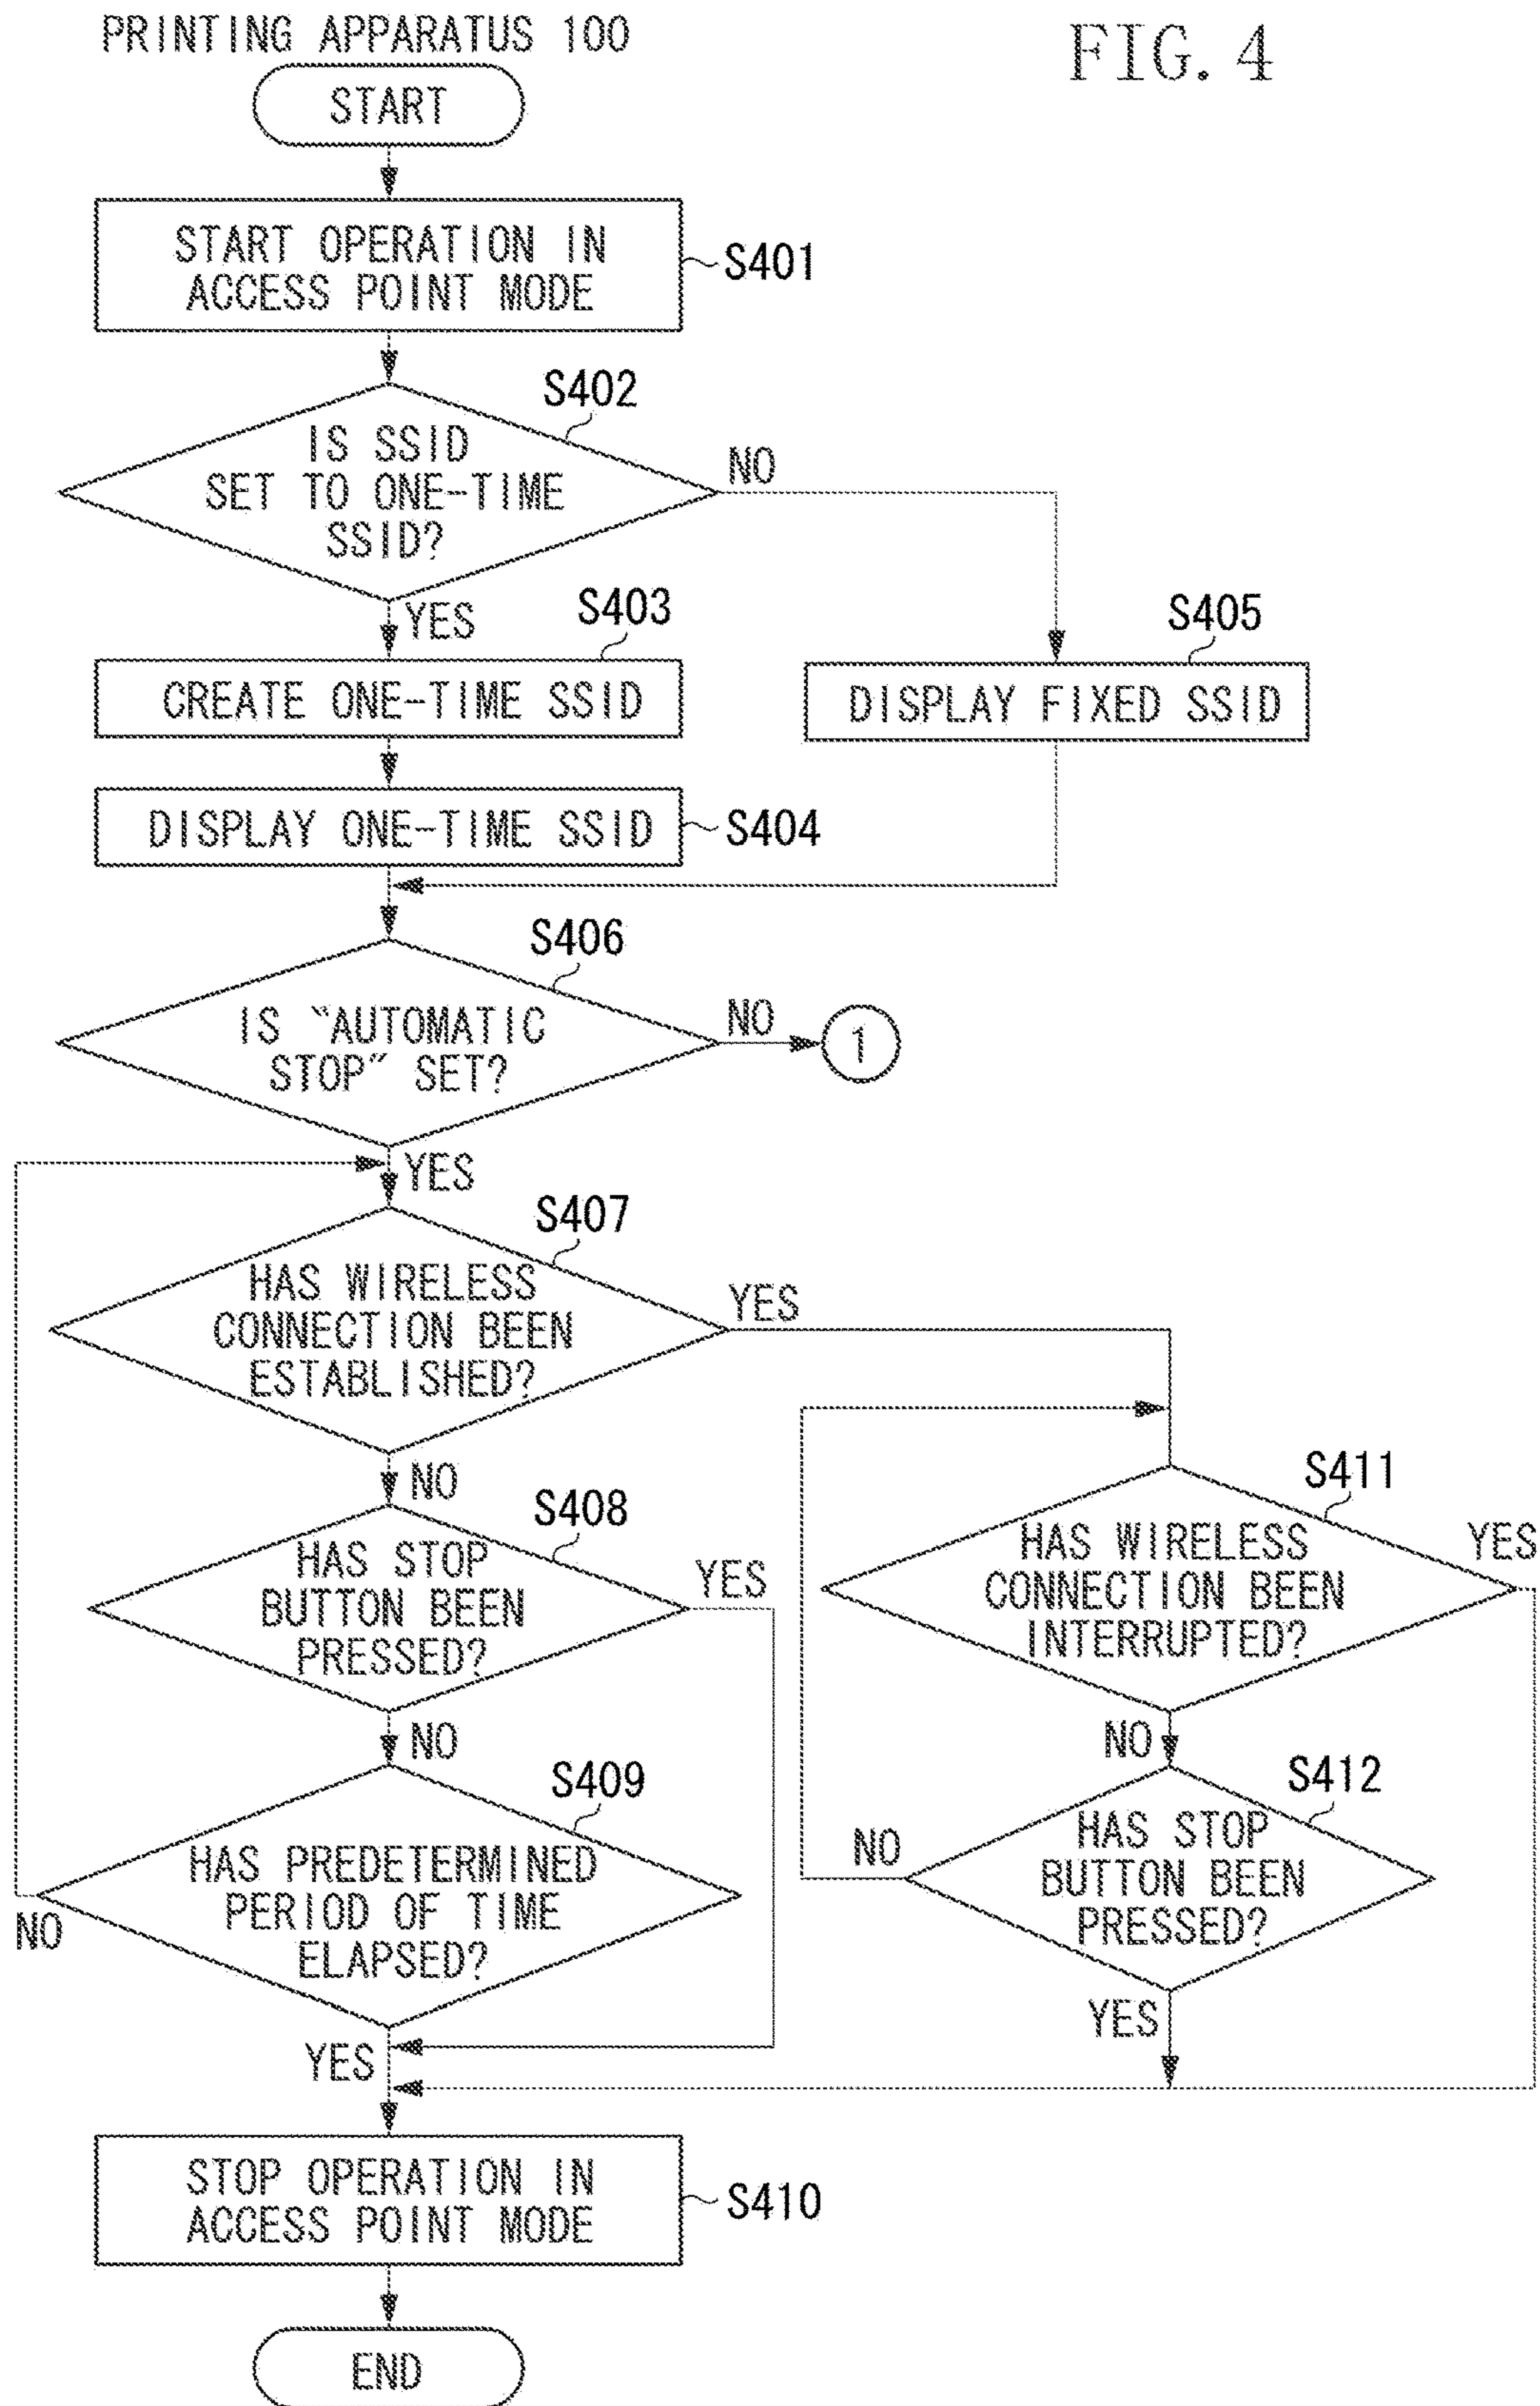 PRINTING APPARATUS 100
FIG. 4
START
START OPERATION IN
ACCESS POINT MODE
S401
S402
IS SSID
SET TO ONE-TIME
SSID?
NO
YES
S403
CREATE ONE-TIME SSID
S405
DISPLAY FIXED SSID
DISPLAY ONE-TIME SSID
S404
S406
IS "AUTOMATIC
STOP" SET?
NO
1
YES
S407
HAS WIRELESS
CONNECTION BEEN
ESTABLISHED?
YES
NO
S408
HAS STOP
BUTTON BEEN
PRESSED?
YES
NO
S411
HAS WIRELESS
CONNECTION BEEN
INTERRUPTED?
YES
NO
S409
HAS PREDETERMINED
PERIOD OF TIME
ELAPSED?
NO
YES
S412
HAS STOP
BUTTON BEEN
PRESSED?
NO
YES
STOP OPERATION IN
ACCESS POINT MODE
S410
END